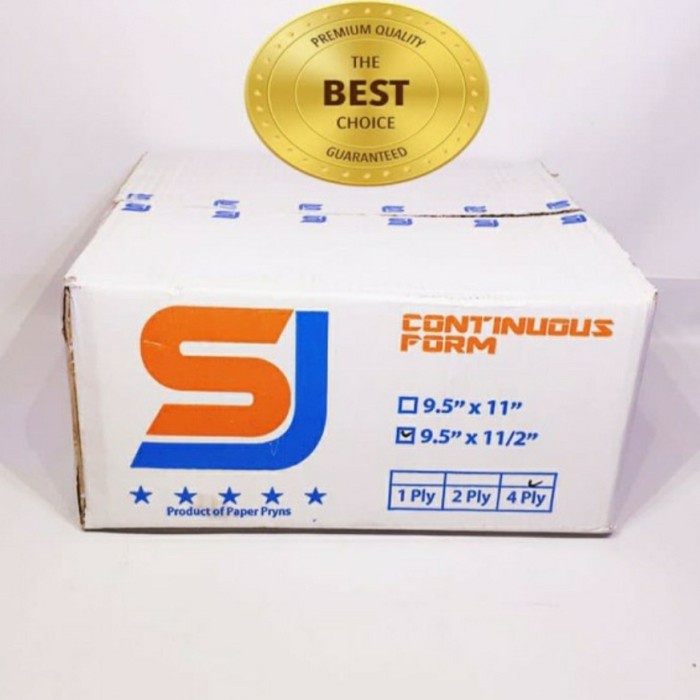 PREMIUM QUALITY
THE
BEST
CHOICE
GUARANTEED
SJ
CONTINUOUS
FORM
9.5” x 11”
9.5” x 11/2”
1 Ply 2 Ply 4 Ply
Product of Paper Pryns